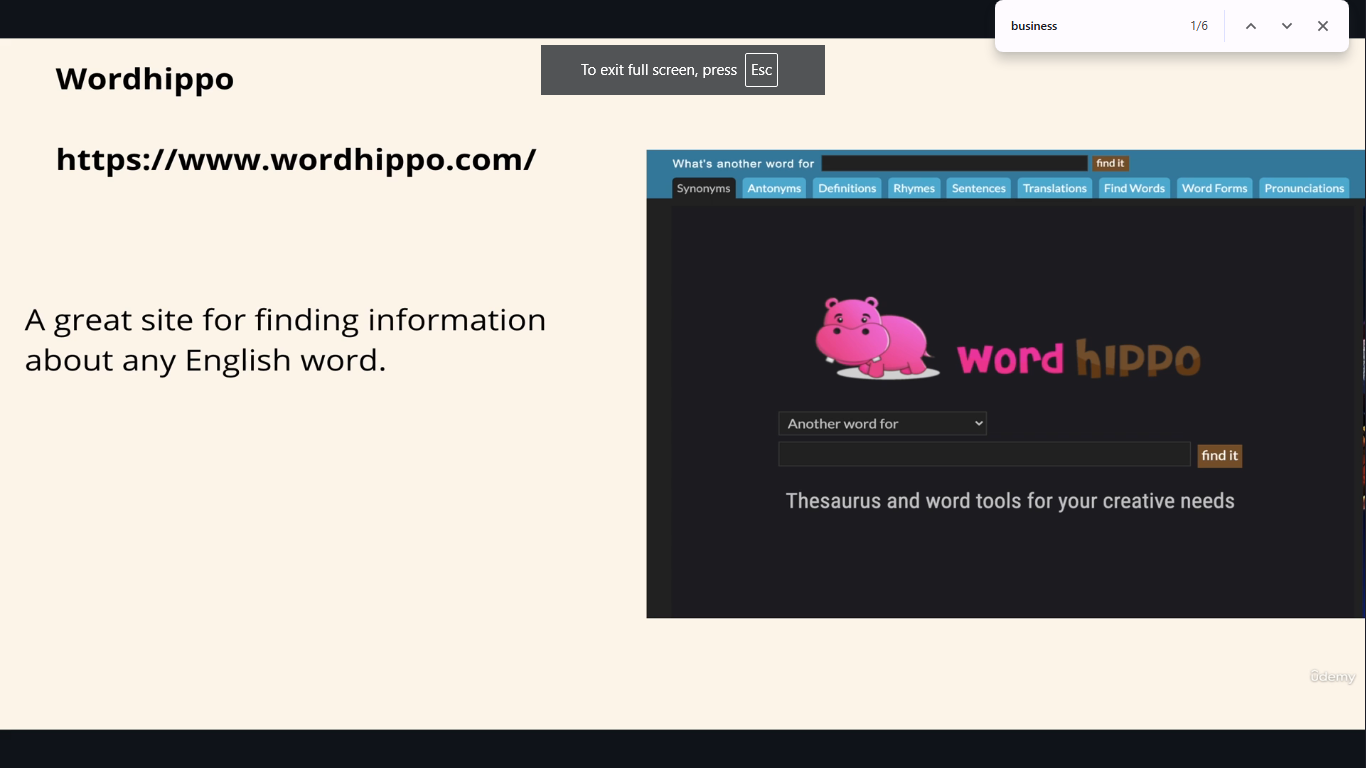 business 1/6
To exit full screen, press Esc
Wordhippo
https://www.wordhippo.com/
A great site for finding information
about any English word.
What's another word for find it
Synonyms Antonyms Definitions Rhymes Sentences Translations Find Words Word Forms Pronunciations
word hippo
Another word for
find it
Thesaurus and word tools for your creative needs
ûdemy